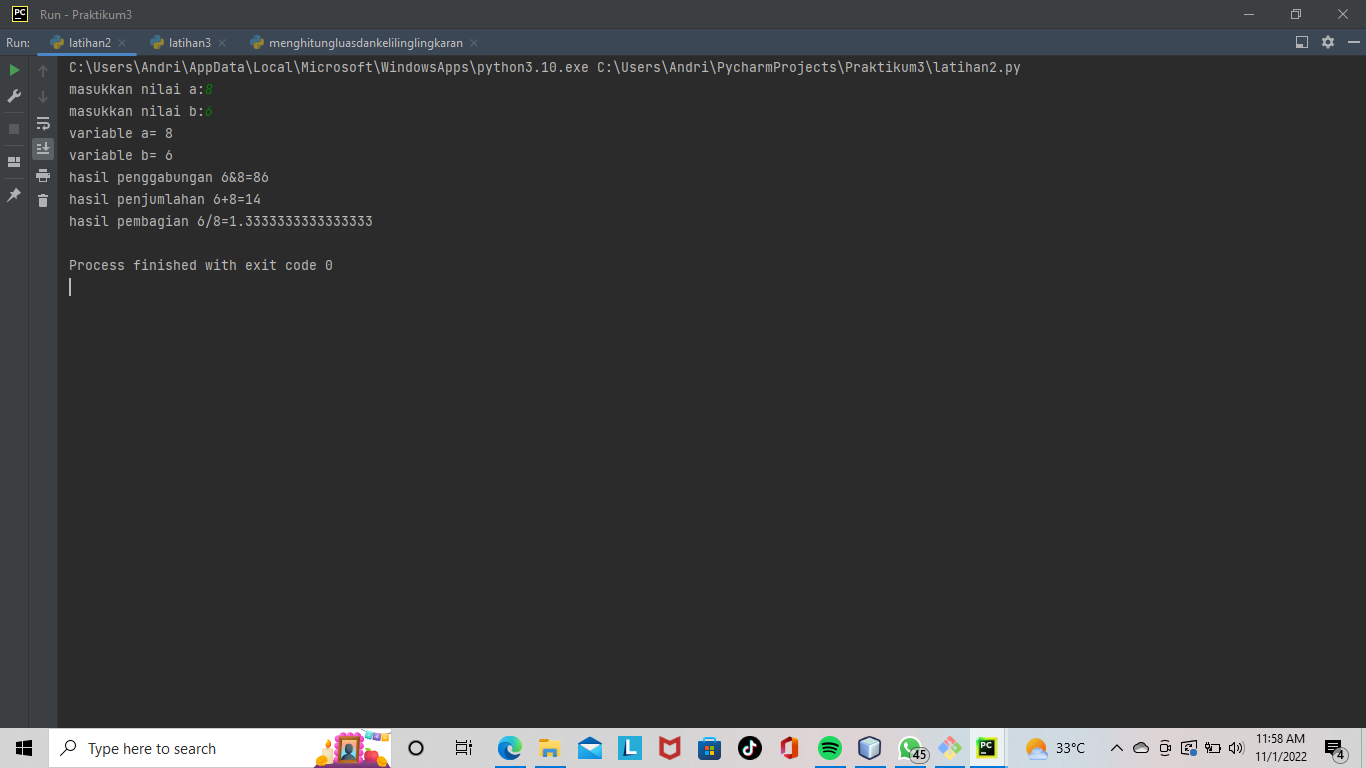 PC Run - Praktikum3
Run: latihan2 latihan3 menghitungluasdankelilinglingkaran
C:\Users\Andri\AppData\Local\Microsoft\WindowsApps\python3.10.exe C:\Users\Andri\PycharmProjects\Praktikum3\latihan2.py
masukkan nilai a:8
masukkan nilai b:6
variable a= 8
variable b= 6
hasil penggabungan 6&8=86
hasil penjumlahan 6+8=14
hasil pembagian 6/8=1.3333333333333333
Process finished with exit code 0
Type here to search
L
45
PC
33°C
11:58 AM
11/1/2022
4